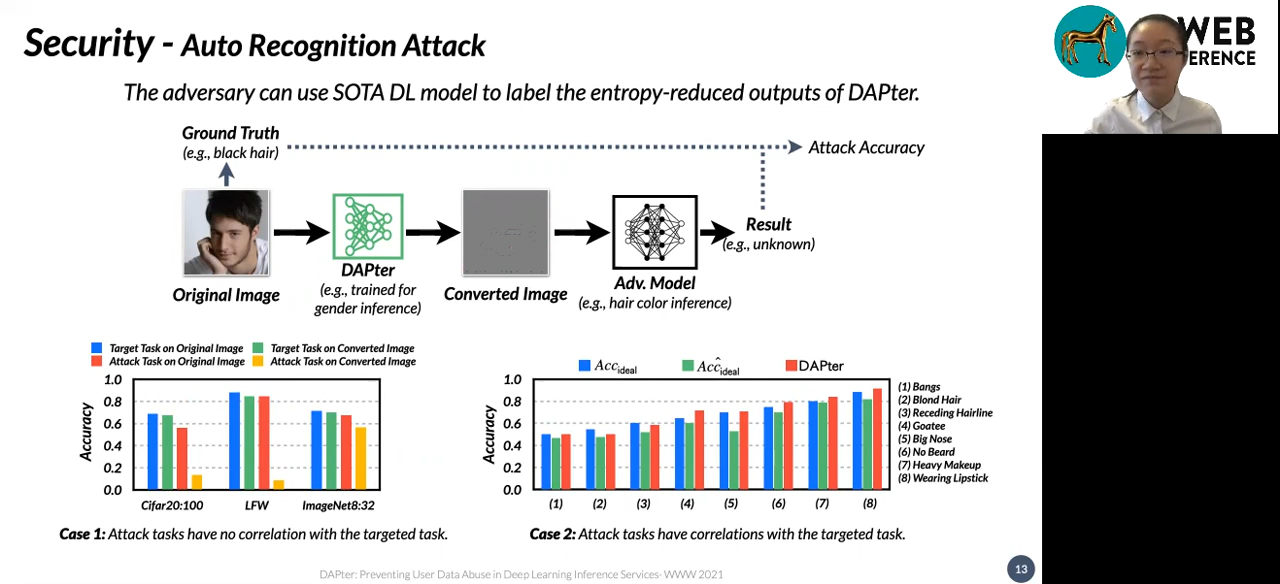 Security - Auto Recognition Attack
WEB
ERENCE
The adversary can use SOTA DL model to label the entropy-reduced outputs of DAPter.
Ground Truth
(e.g., black hair)
Attack Accuracy
Result
(e.g., unknown)
DAPter
(e.g., trained for
gender inference)
Original Image
Converted Image
Adv. Model
(e.g., hair color inference)
Target Task on Original Image
Target Task on Converted Image
Attack Task on Original Image
Attack Task on Converted Image
Accuracy
1.0
0.8
0.6
0.4
0.2
0.0
Cifar20:100
LFW
ImageNet8:32
Case 1: Attack tasks have no correlation with the targeted task.
Acc ideal
Acĉ ideal
DAPter
Accuracy
1.0
0.8
0.6
0.4
0.2
0.0
(1) (2) (3) (4) (5) (6) (7) (8)
(1) Bangs
(2) Blond Hair
(3) Receding Hairline
(4) Goatee
(5) Big Nose
(6) No Beard
(7) Heavy Makeup
(8) Wearing Lipstick
Case 2: Attack tasks have correlations with the targeted task.
DAPter: Preventing User Data Abuse in Deep Learning Inference Services- WWW 2021
13